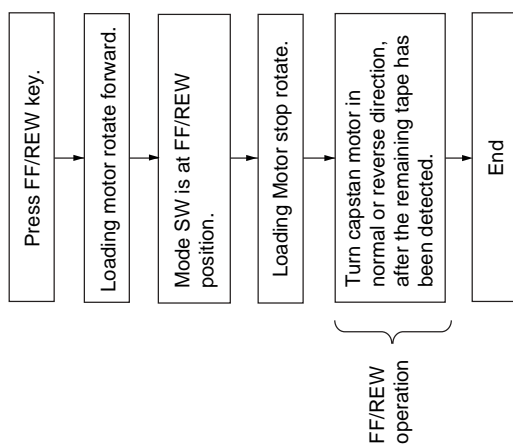 Press FF/REW key.
Loading motor rotate forward.
Mode SW is at FF/REW
position.
Loading Motor stop rotate.
Turn capstan motor in
normal or reverse direction,
after the remaining tape has
been detected.
FF/REW
operation
End